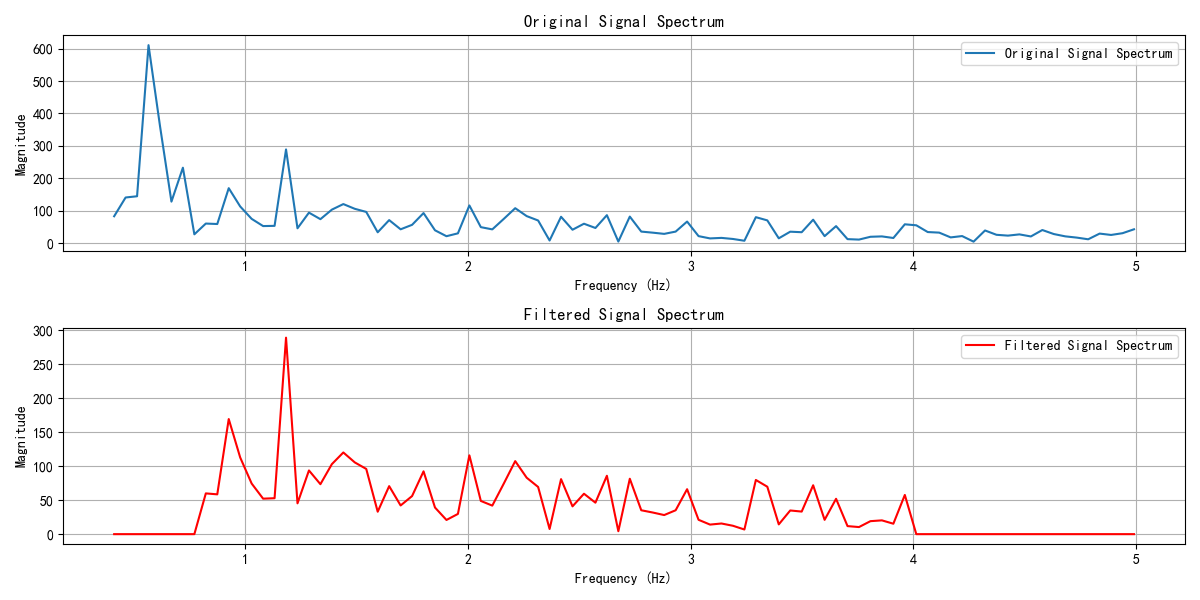 Original Signal Spectrum
Original Signal Spectrum
600
500
400
300
200
100
0
Magnitude
1 2 3 4 5
Frequency (Hz)
Filtered Signal Spectrum
Filtered Signal Spectrum
300
250
200
150
100
50
0
Magnitude
1 2 3 4 5
Frequency (Hz)